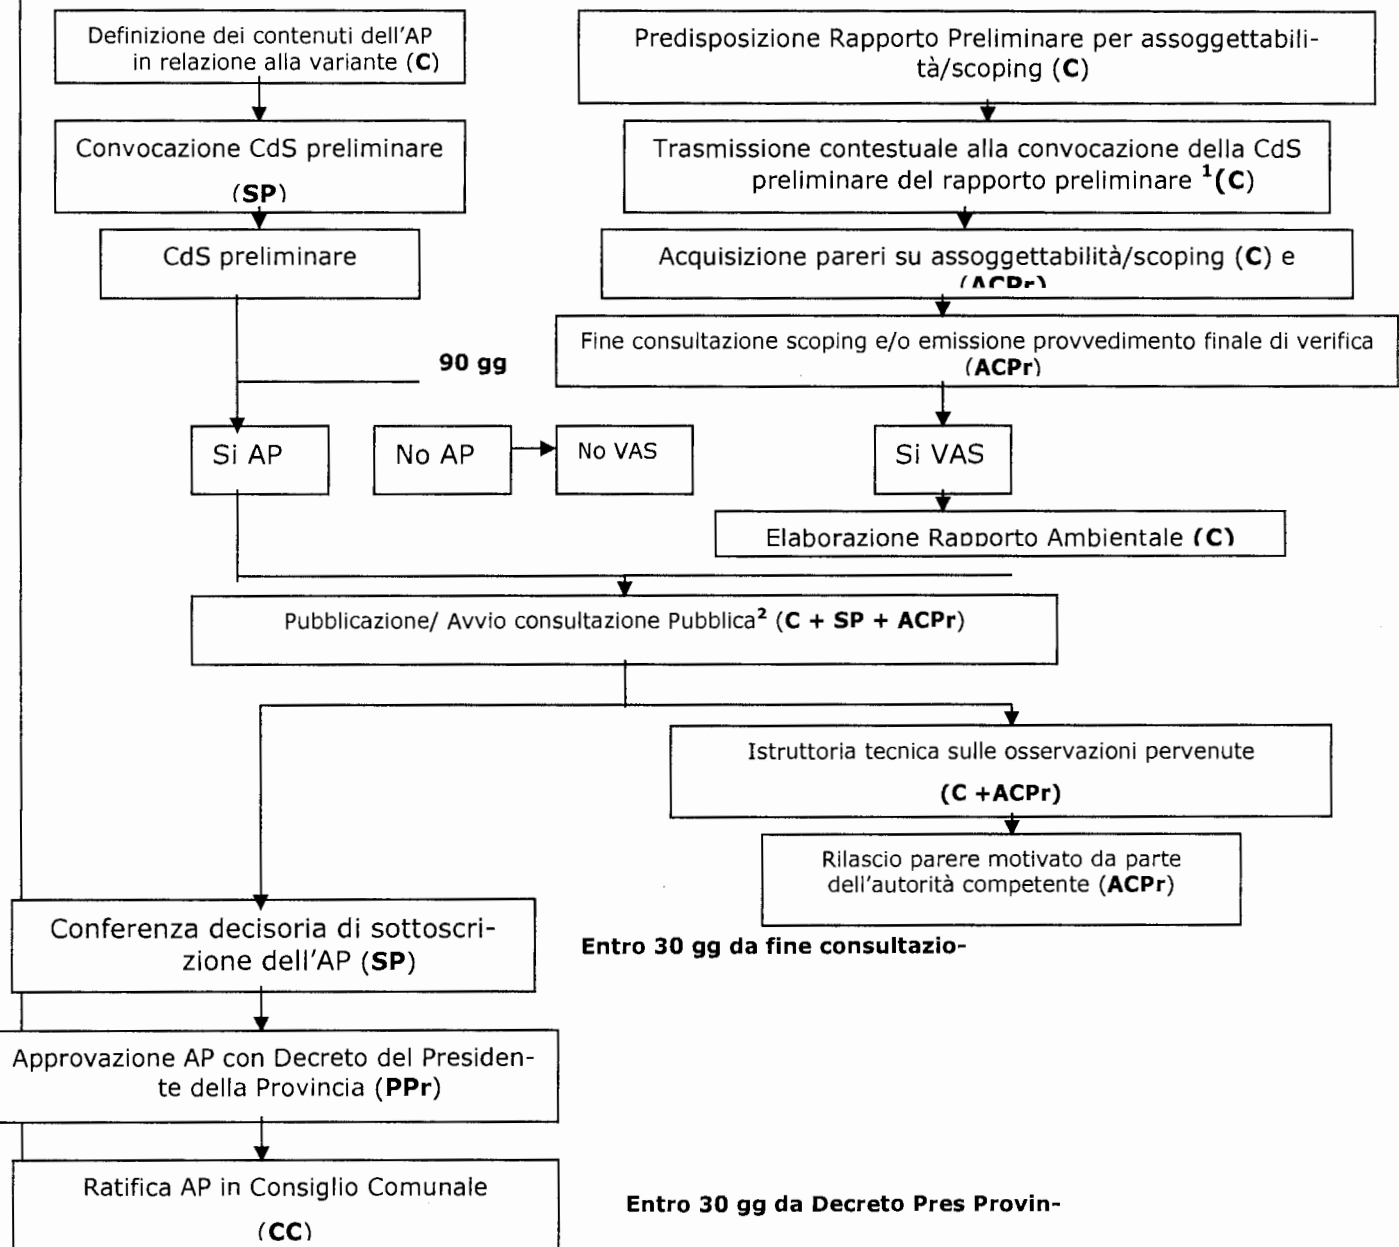 Definizione dei contenuti dell'AP
in relazione alla variante (C)
Predisposizione Rapporto Preliminare per assoggettabili-
tà/scoping (C)
Convocazione CdS preliminare
(SP)
Trasmissione contestuale alla convocazione della CdS
preliminare del rapporto preliminare ¹(C)
CdS preliminare
Acquisizione pareri su assoggettabilità/scoping (C) e
(ACPr)
90 gg
Fine consultazione scoping e/o emissione provvedimento finale di verifica
(ACPr)
Si AP
No AP
No VAS
Si VAS
Elaborazione Rapporto Ambientale (C)
Pubblicazione/ Avvio consultazione Pubblica² (C + SP + ACPr)
Istruttoria tecnica sulle osservazioni pervenute
(C +ACPr)
Rilascio parere motivato da parte
dell'autorità competente (ACPr)
Conferenza decisoria di sottoscri-
zione dell'AP (SP)
Entro 30 gg da fine consultazio-
Approvazione AP con Decreto del Presiden-
te della Provincia (PPr)
Ratifica AP in Consiglio Comunale
(CC)
Entro 30 gg da Decreto Pres Provin-